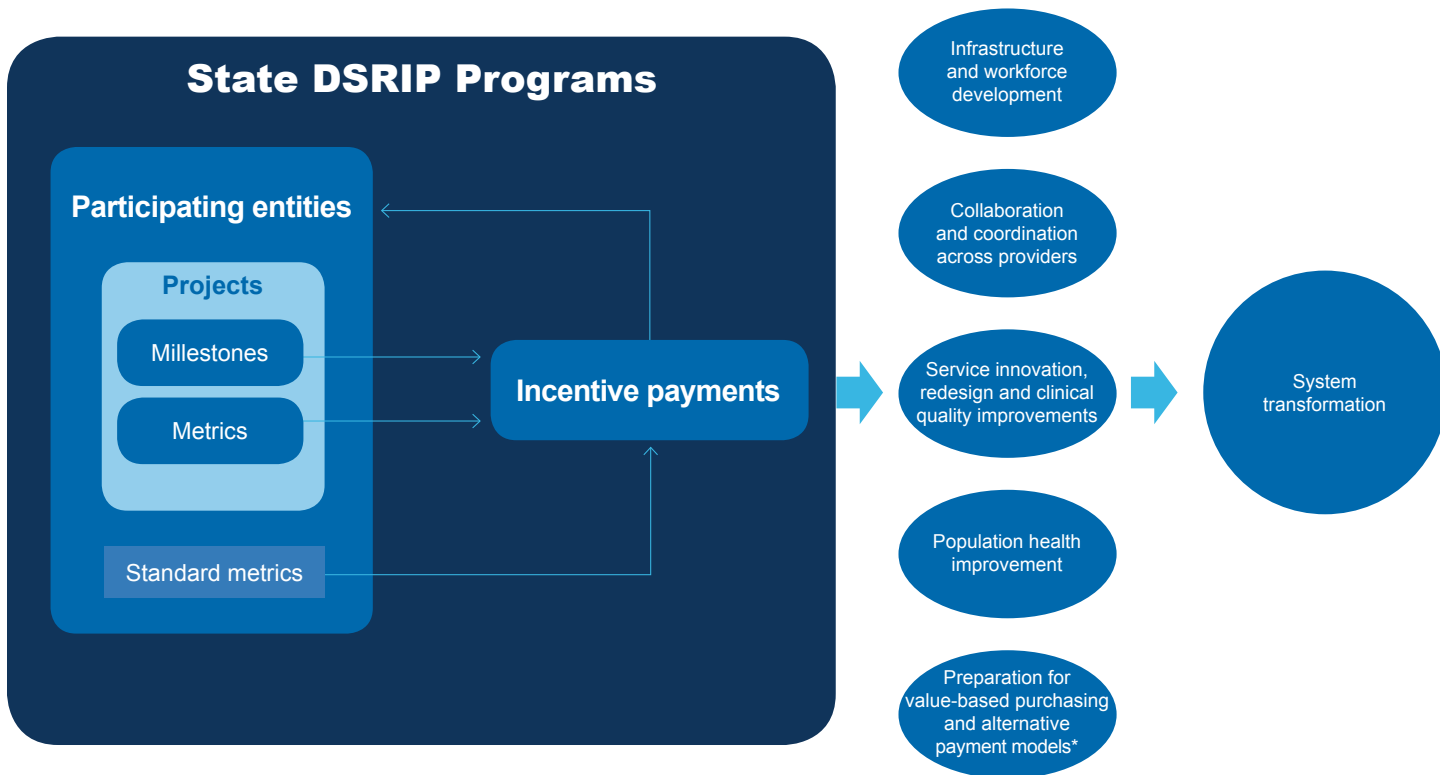 State DSRIP Programs
Participating entities
Projects
Millestones
Metrics
Standard metrics
Incentive payments
Infrastructure
and workforce
development
Collaboration
and coordination
across providers
Service innovation,
redesign and clinical
quality improvements
Population health
improvement
Preparation for
value-based purchasing
and alternative
payment models*
System
transformation